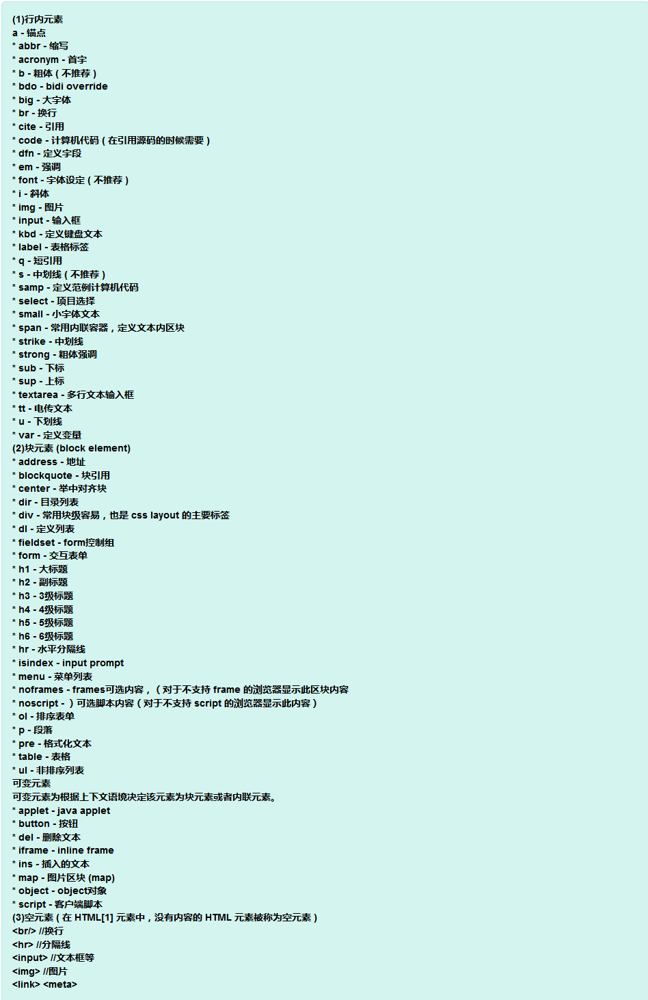 (1)行内元素
a - 锚点
* abbr - 缩写
* acronym - 首字
* b - 粗体 ( 不推荐 )
* bdo - bidi override
* big - 大字体
* br - 换行
* cite - 引用
* code - 计算机代码 ( 在引用源码的时候需要 )
* dfn - 定义字段
* em - 强调
* font - 字体设定 ( 不推荐 )
* i - 斜体
* img - 图片
* input - 输入框
* kbd - 定义键盘文本
* label - 表格标签
* q - 短引用
* s - 中划线 ( 不推荐 )
* samp - 定义范例计算机代码
* select - 项目选择
* small - 小字体文本
* span - 常用内联容器，定义文本内区块
* strike - 中划线
* strong - 粗体强调
* sub - 下标
* sup - 上标
* textarea - 多行文本输入框
* tt - 电传文本
* u - 下划线
* var - 定义变量
(2)块元素 (block element)
* address - 地址
* blockquote - 块引用
* center - 举中对齐块
* dir - 目录列表
* div - 常用块级容易，也是 css layout 的主要标签
* dl - 定义列表
* fieldset - form控制组
* form - 交互表单
* h1 - 大标题
* h2 - 副标题
* h3 - 3级标题
* h4 - 4级标题
* h5 - 5级标题
* h6 - 6级标题
* hr - 水平分隔线
* isindex - input prompt
* menu - 菜单列表
* noframes - frames可选内容，（对于不支持 frame 的浏览器显示此区块内容
* noscript - ）可选脚本内容（对于不支持 script 的浏览器显示此内容）
* ol - 排序表单
* p - 段落
* pre - 格式化文本
* table - 表格
* ul - 非排序列表
可变元素
可变元素为根据上下文语境决定该元素为块元素或者内联元素。
* applet - java applet
* button - 按钮
* del - 删除文本
* iframe - inline frame
* ins - 插入的文本
* map - 图片区块 (map)
* object - object对象
* script - 客户端脚本
(3)空元素 ( 在 HTML[1] 元素中，没有内容的 HTML 元素被称为空元素 )
<br/> //换行
<hr> //分隔线
<input> //文本框等
<img> //图片
<link> <meta>